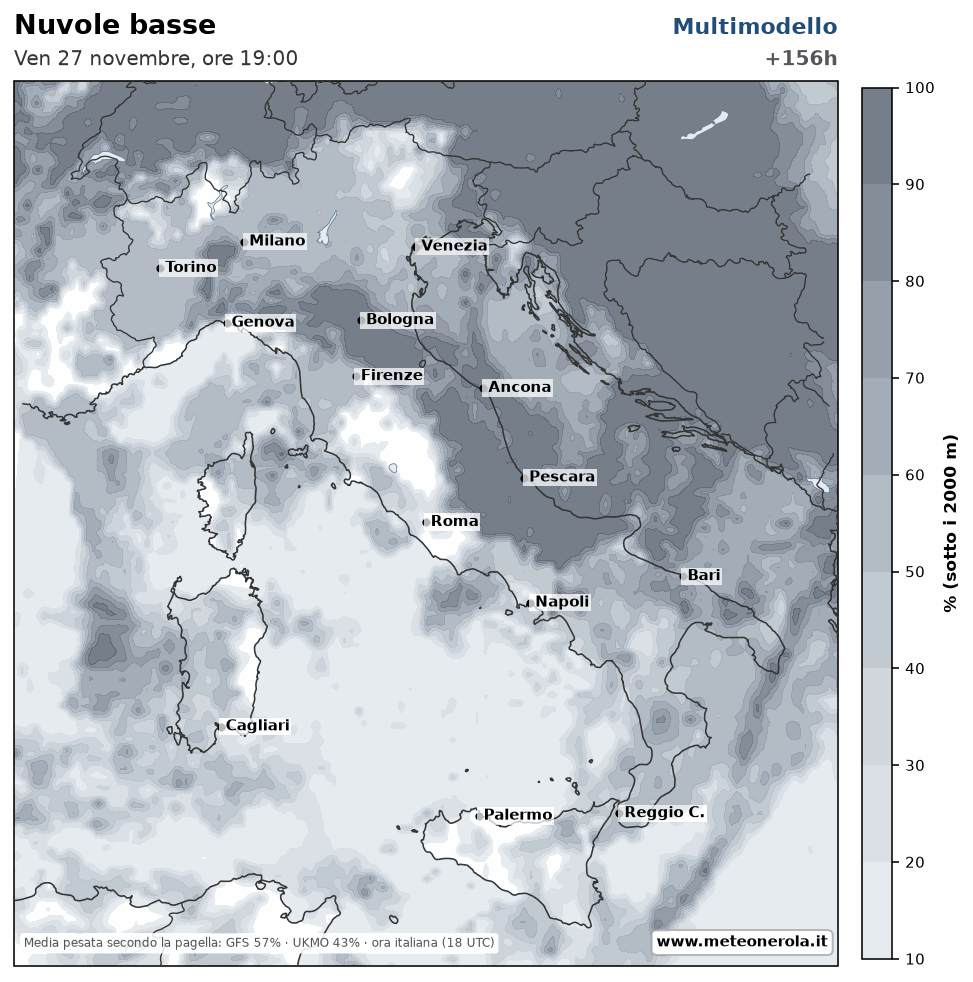 Nuvole basse
Multimodello
Ven 27 novembre, ore 19:00
+156h
100
90
80
70
60
50
40
30
20
10
% (sotto i 2000 m)
Milano
Venezia
Torino
Genova
Bologna
Firenze
Ancona
Pescara
Roma
Bari
Napoli
Cagliari
Palermo
Reggio C.
Media pesata secondo la pagella: GFS 57% · UKMO 43% · ora italiana (18 UTC)
www.meteonerola.it